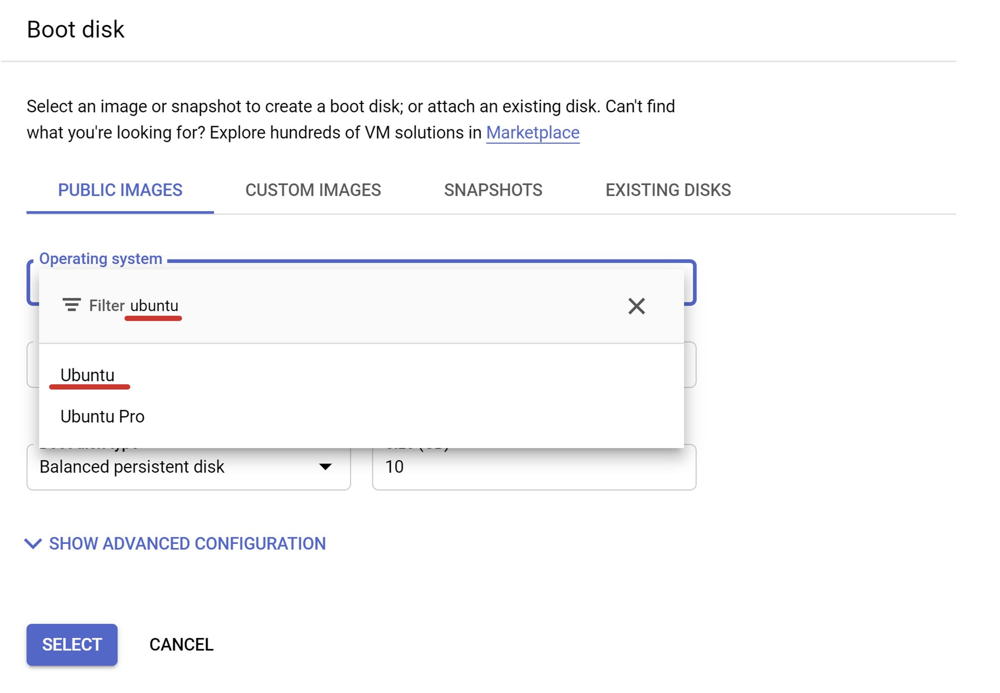 Boot disk
Select an image or snapshot to create a boot disk; or attach an existing disk. Can't find
what you're looking for? Explore hundreds of VM solutions in Marketplace
PUBLIC IMAGES CUSTOM IMAGES SNAPSHOTS EXISTING DISKS
Operating system
Filter ubuntu
Ubuntu
Ubuntu Pro
Balanced persistent disk 10
SHOW ADVANCED CONFIGURATION
SELECT CANCEL